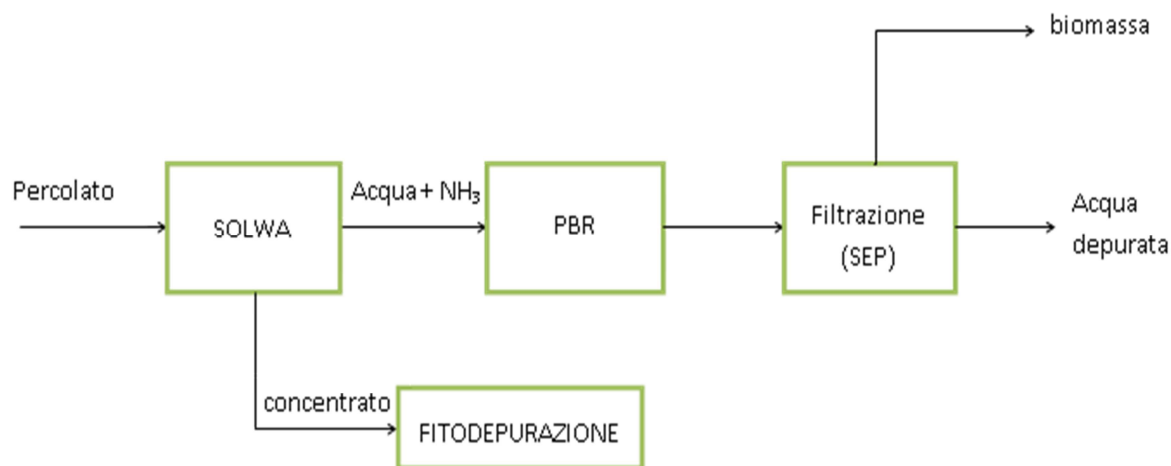 biomassa
Percolato
SOLWA
Acqua + NH₃
PBR
Filtrazione
(SEP)
Acqua
depurata
concentrato
FITODEPURAZIONE